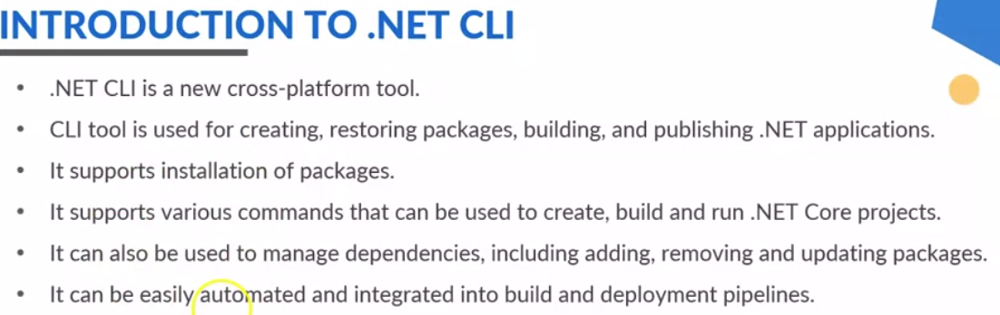 INTRODUCTION TO .NET CLI
• .NET CLI is a new cross-platform tool.
• CLI tool is used for creating, restoring packages, building, and publishing .NET applications.
• It supports installation of packages.
• It supports various commands that can be used to create, build and run .NET Core projects.
• It can also be used to manage dependencies, including adding, removing and updating packages.
• It can be easily automated and integrated into build and deployment pipelines.